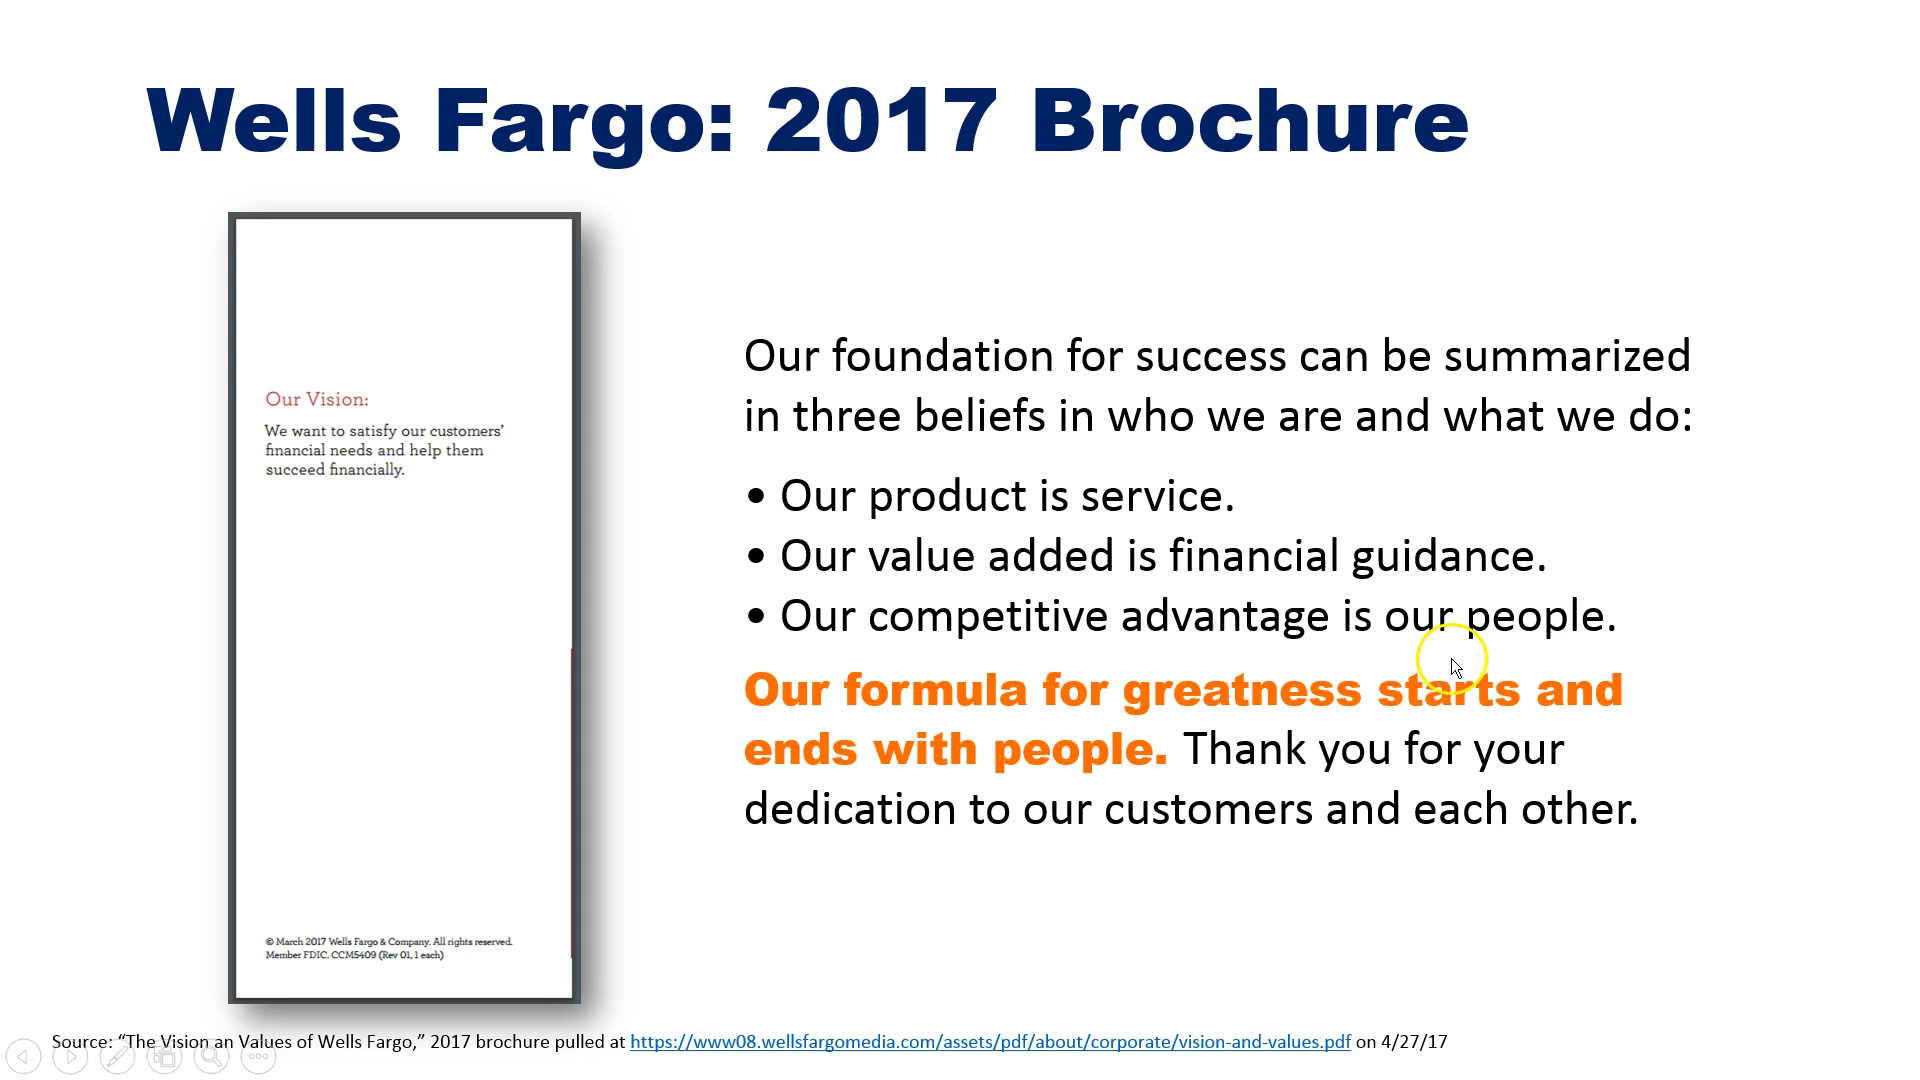 Wells Fargo: 2017 Brochure
Our Vision:
We want to satisfy our customers’
financial needs and help them
succeed financially.
© March 2017 Wells Fargo & Company. All rights reserved.
Member FDIC. CCM5409 (Rev 01, 1 each)
Our foundation for success can be summarized
in three beliefs in who we are and what we do:
• Our product is service.
• Our value added is financial guidance.
• Our competitive advantage is our people.
Our formula for greatness starts and
ends with people. Thank you for your
dedication to our customers and each other.
Source: “The Vision an Values of Wells Fargo,” 2017 brochure pulled at https://www08.wellsfargomedia.com/assets/pdf/about/corporate/vision-and-values.pdf on 4/27/17